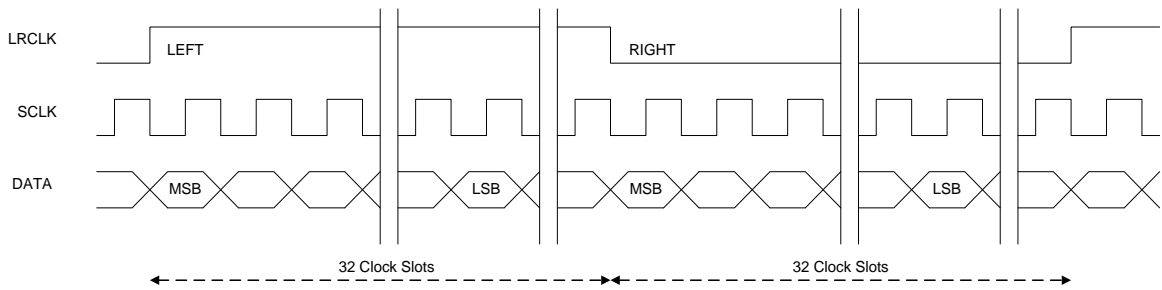 LRCLK
LEFT
RIGHT
SCLK
DATA
MSB
LSB
MSB
LSB
32 Clock Slots
32 Clock Slots